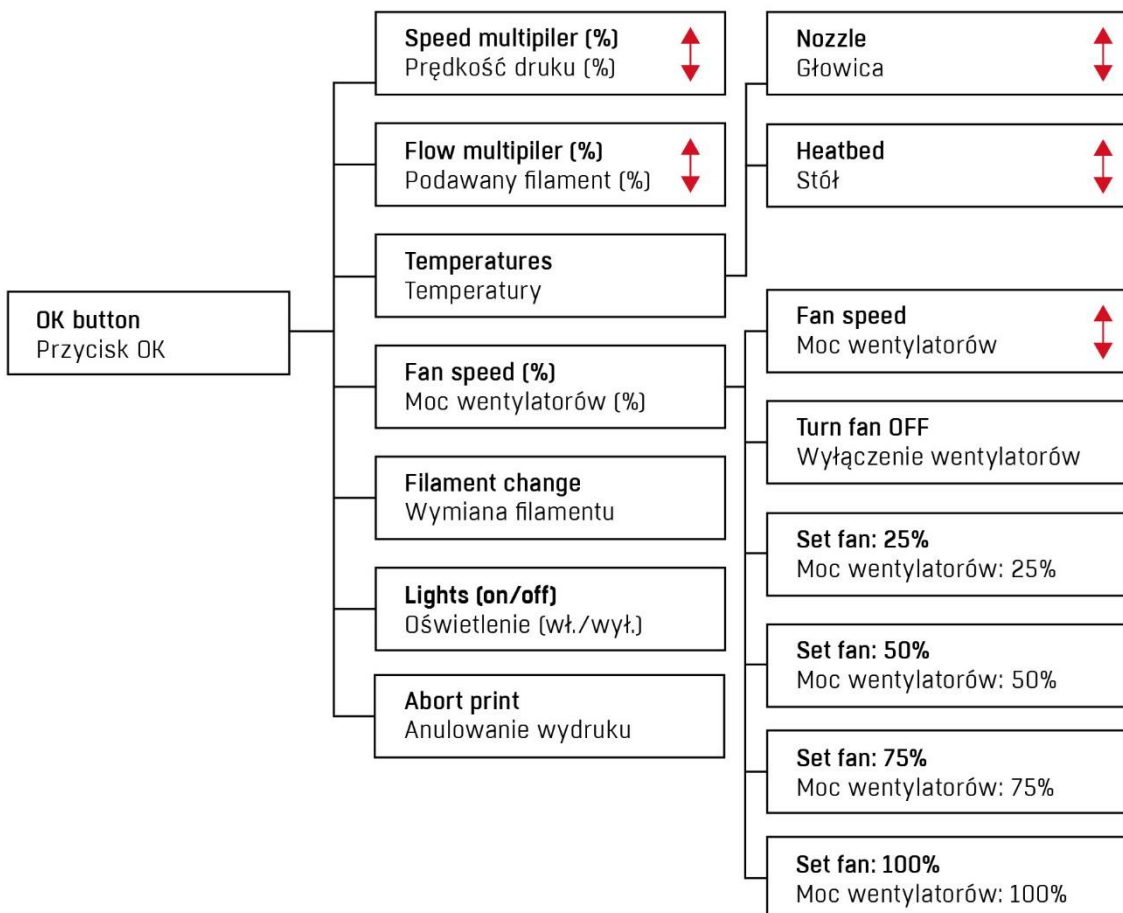 OK button
Przycisk OK
Speed multipiler (%)
Prędkość druku (%)
Flow multipiler (%)
Podawany filament (%)
Temperatures
Temperatury
Fan speed (%)
Moc wentylatorów (%)
Filament change
Wymiana filamentu
Lights (on/off)
Oświetlenie (wł./wył.)
Abort print
Anulowanie wydruku
Nozzle
Głowica
Heatbed
Stół
Fan speed
Moc wentylatorów
Turn fan OFF
Wyłączenie wentylatorów
Set fan: 25%
Moc wentylatorów: 25%
Set fan: 50%
Moc wentylatorów: 50%
Set fan: 75%
Moc wentylatorów: 75%
Set fan: 100%
Moc wentylatorów: 100%